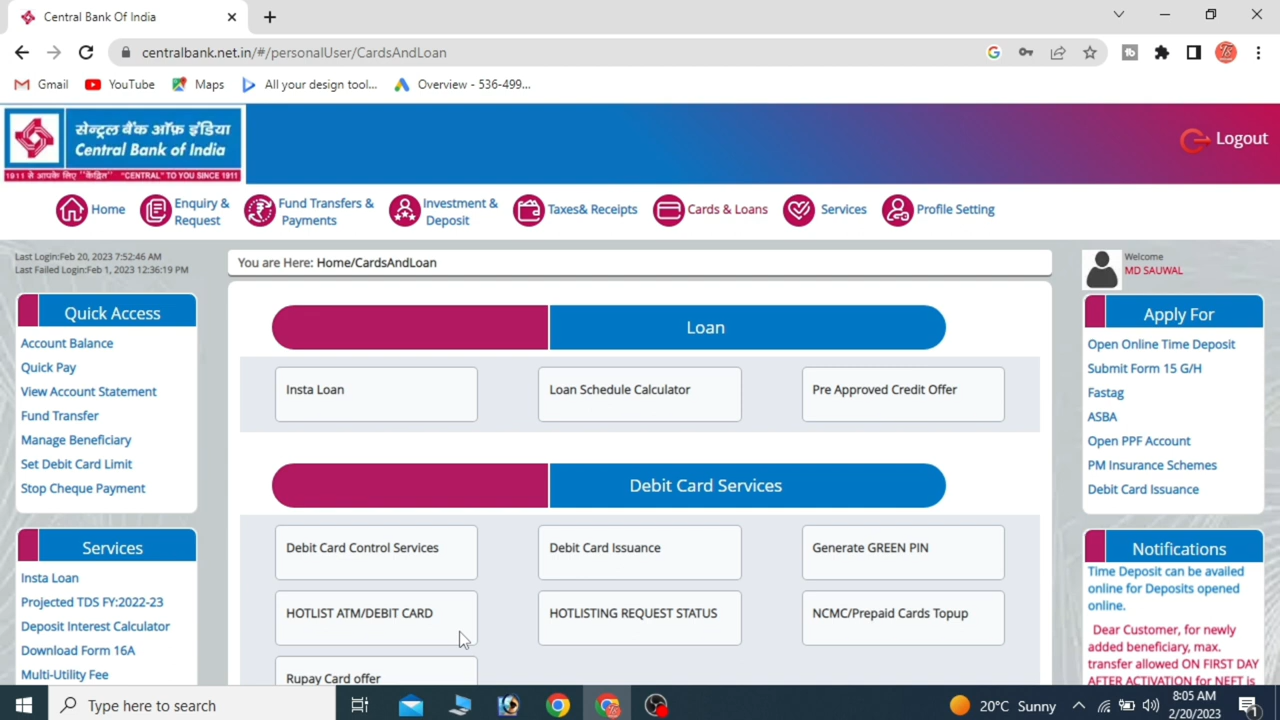 Central Bank Of India
centralbank.net.in/#/personalUser/CardsAndLoan
Gmail
YouTube
Maps
All your design tool...
Overview - 536-499...
सेन्ट्रल बैंक ऑफ़ इंडिया
Central Bank of India
1911 से आपके लिए "केंद्रित" "CENTRAL" TO YOU SINCE 1911
Logout
Home
Enquiry &
Request
Fund Transfers &
Payments
Investment &
Deposit
Taxes& Receipts
Cards & Loans
Services
Profile Setting
Last Login:Feb 20, 2023 7:52:46 AM
Last Failed Login:Feb 1, 2023 12:36:19 PM
You are Here: Home/CardsAndLoan
Welcome
MD SAUWAL
Quick Access
Account Balance
Quick Pay
View Account Statement
Fund Transfer
Manage Beneficiary
Set Debit Card Limit
Stop Cheque Payment
Services
Insta Loan
Projected TDS FY:2022-23
Deposit Interest Calculator
Download Form 16A
Multi-Utility Fee
Loan
Insta Loan
Loan Schedule Calculator
Pre Approved Credit Offer
Debit Card Services
Debit Card Control Services
Debit Card Issuance
Generate GREEN PIN
HOTLIST ATM/DEBIT CARD
HOTLISTING REQUEST STATUS
NCMC/Prepaid Cards Topup
Rupay Card offer
Apply For
Open Online Time Deposit
Submit Form 15 G/H
Fastag
ASBA
Open PPF Account
PM Insurance Schemes
Debit Card Issuance
Notifications
Time Deposit can be availed
online for Deposits opened
online.
Dear Customer, for newly
added beneficiary, max.
transfer allowed ON FIRST DAY
AFTER ACTIVATION for NEFT is
Type here to search
20°C Sunny
8:05 AM
2/20/2023
1